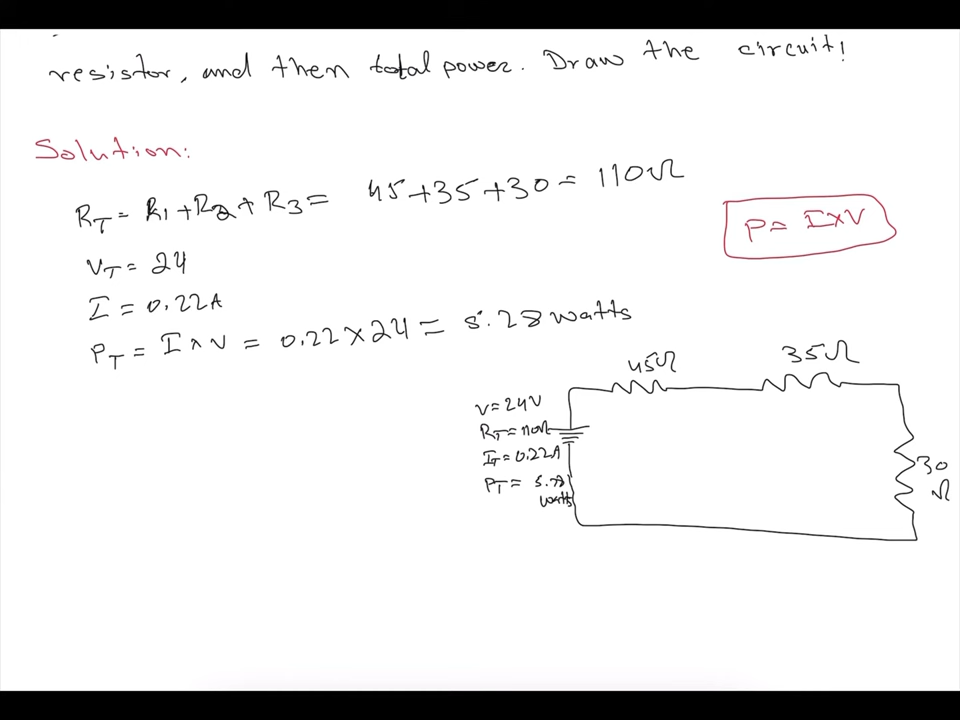 resistor, and then total power. Draw the circuit!
Solution:
RT = R1 + R2 + R3 = 45 + 35 + 30 = 110Ω
P = I x V
VT = 24
I = 0.22A
PT = I x V = 0.22 x 24 = 5.28 watts
45Ω
35Ω
V = 24V
RT = 110Ω
IT = 0.22A
PT = 5.28
watts
30
Ω